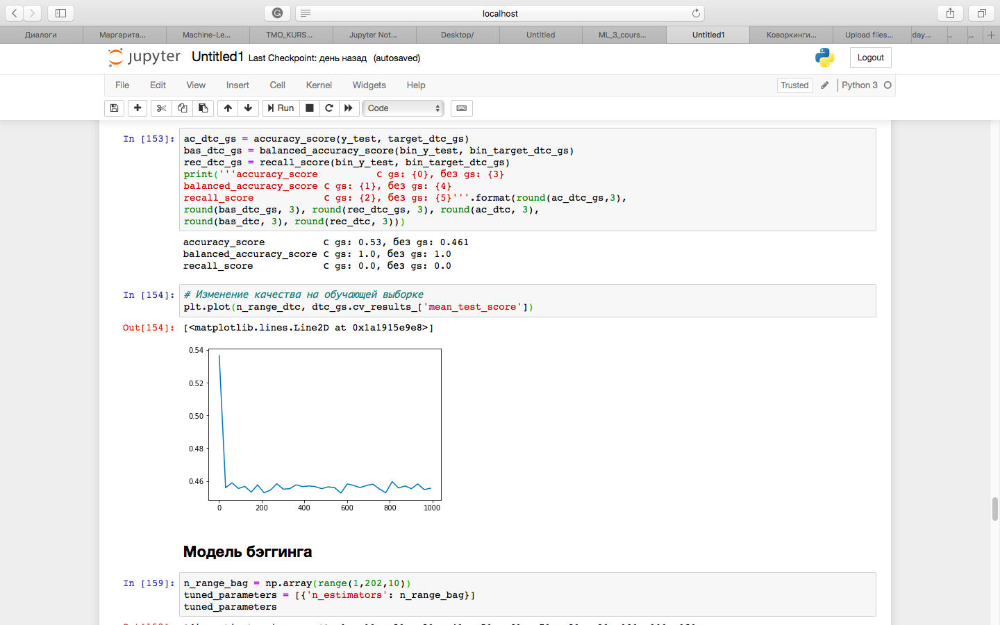 localhost
Диалоги
Маргарита...
Machine-Le...
TMO_KURS...
Jupyter Not...
Desktop/
Untitled
ML_3_cours...
Untitled1
Коворкинги...
Upload files...
day...
..
...
jupyter Untitled1 Last Checkpoint: день назад (autosaved)
Logout
File Edit View Insert Cell Kernel Widgets Help
Trusted Python 3
Run Code
In [153]: ac_dtc_gs = accuracy_score(y_test, target_dtc_gs)
bas_dtc_gs = balanced_accuracy_score(bin_y_test, bin_target_dtc_gs)
rec_dtc_gs = recall_score(bin_y_test, bin_target_dtc_gs)
print('''accuracy_score          с gs: {0}, без gs: {3}
balanced_accuracy_score с gs: {1}, без gs: {4}
recall_score            с gs: {2}, без gs: {5}'''.format(round(ac_dtc_gs,3),
round(bas_dtc_gs, 3), round(rec_dtc_gs, 3), round(ac_dtc, 3),
round(bas_dtc, 3), round(rec_dtc, 3)))
accuracy_score          с gs: 0.53, без gs: 0.461
balanced_accuracy_score с gs: 1.0, без gs: 1.0
recall_score            с gs: 0.0, без gs: 0.0
In [154]: # Изменение качества на обучающей выборке
plt.plot(n_range_dtc, dtc_gs.cv_results_['mean_test_score'])
Out[154]: [<matplotlib.lines.Line2D at 0x1a1915e9e8>]
0.54
0.52
0.50
0.48
0.46
0 200 400 600 800 1000
Модель бэггинга
In [159]: n_range_bag = np.array(range(1,202,10))
tuned_parameters = [{'n_estimators': n_range_bag}]
tuned_parameters